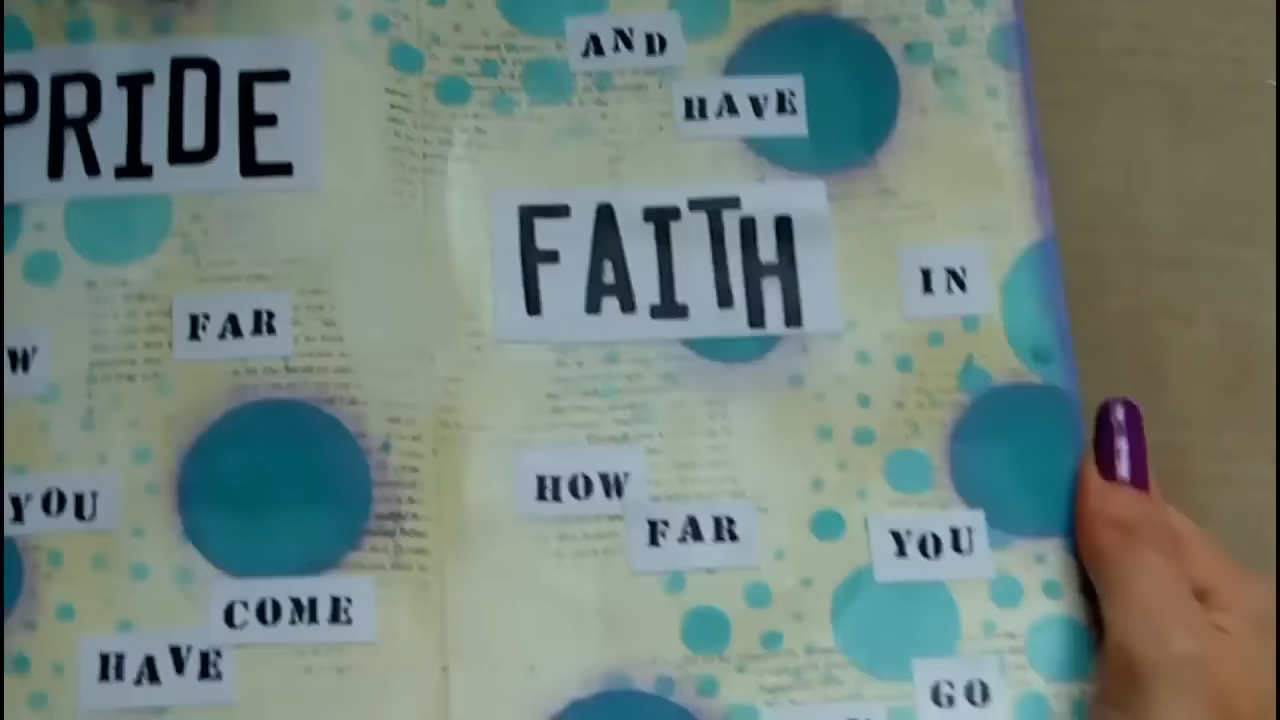 PRIDE
FAR
W
YOU
COME
HAVE
AND
HAVE
FAITH
IN
HOW
FAR
YOU
GO